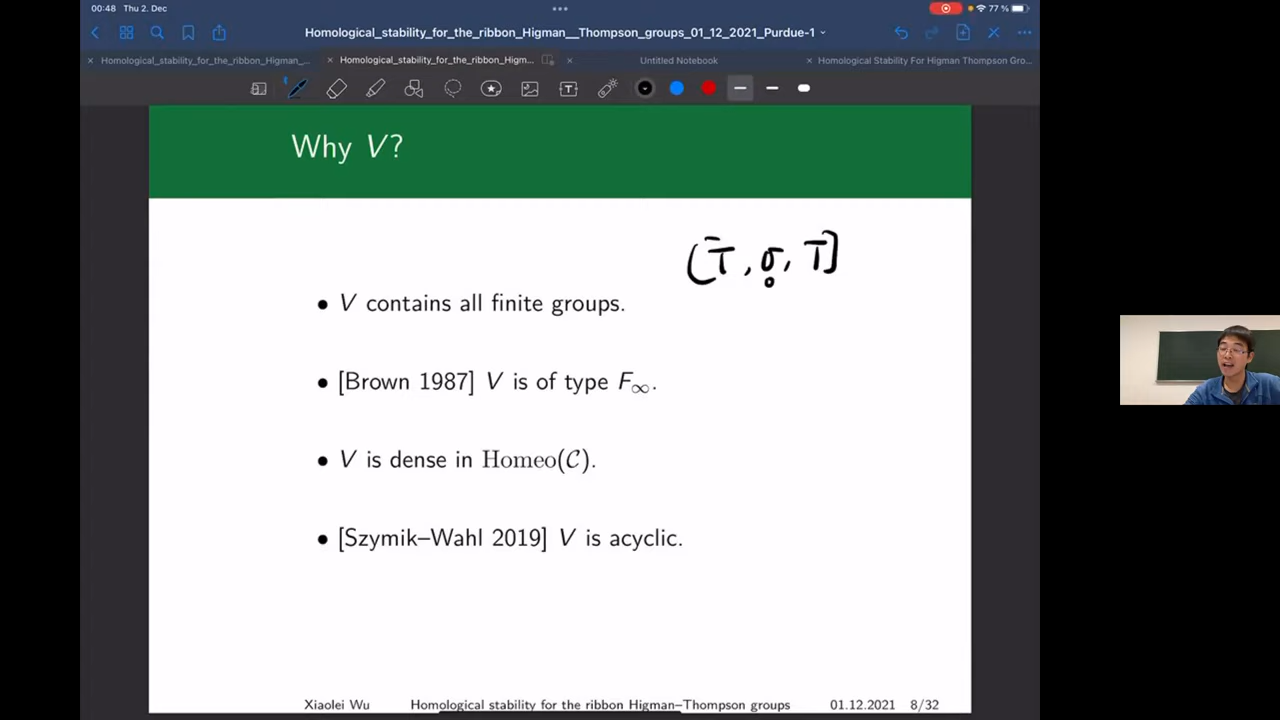 00:48 Thu 2. Dec
77 %
Homological_stability_for_the_ribbon_Higman__Thompson_groups_01_12_2021_Purdue-1
Homological_stability_for_the_ribbon_Higman_... Homological_stability_for_the_ribbon_Higm... Untitled Notebook Homological Stability For Higman Thompson Gro...
Why V?
(T, σ, T]
• V contains all finite groups.
• [Brown 1987] V is of type F∞.
• V is dense in Homeo(𝒞).
• [Szymik–Wahl 2019] V is acyclic.
Xiaolei Wu Homological stability for the ribbon Higman–Thompson groups 01.12.2021 8/32